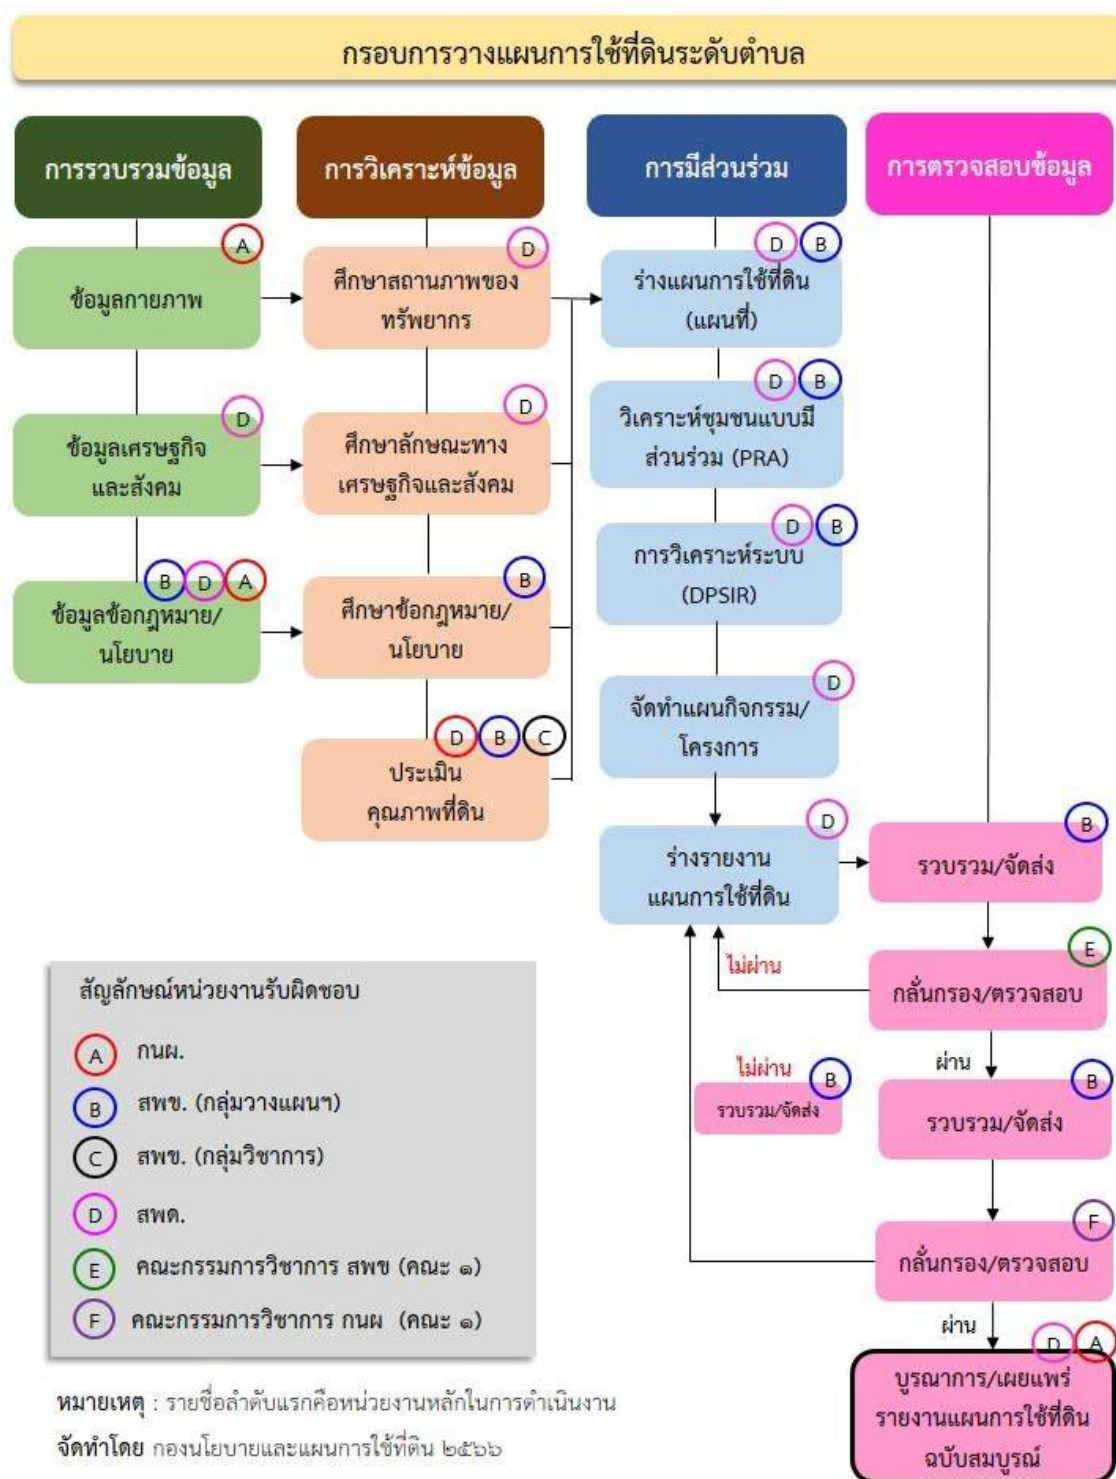 กรอบการวางแผนการใช้ที่ดินระดับตำบล
การรวบรวมข้อมูล
A
ข้อมูลกายภาพ
D
ข้อมูลเศรษฐกิจ
และสังคม
B D A
ข้อมูลข้อกฎหมาย/
นโยบาย
การวิเคราะห์ข้อมูล
D
ศึกษาสถานภาพของ
ทรัพยากร
D
ศึกษาลักษณะทาง
เศรษฐกิจและสังคม
B
ศึกษาข้อกฎหมาย/
นโยบาย
D B C
ประเมิน
คุณภาพที่ดิน
การมีส่วนร่วม
D B
ร่างแผนการใช้ที่ดิน
(แผนที่)
D B
วิเคราะห์ชุมชนแบบมี
ส่วนร่วม (PRA)
D B
การวิเคราะห์ระบบ
(DPSIR)
D
จัดทำแผนกิจกรรม/
โครงการ
D
ร่างรายงาน
แผนการใช้ที่ดิน
การตรวจสอบข้อมูล
B
รวบรวม/จัดส่ง
E
กลั่นกรอง/ตรวจสอบ
ไม่ผ่าน
ผ่าน
B
รวบรวม/จัดส่ง
ไม่ผ่าน
B
รวบรวม/จัดส่ง
F
กลั่นกรอง/ตรวจสอบ
ผ่าน
D A
บูรณาการ/เผยแพร่
รายงานแผนการใช้ที่ดิน
ฉบับสมบูรณ์
สัญลักษณ์หน่วยงานรับผิดชอบ
A กนผ.
B สพข. (กลุ่มวางแผนฯ)
C สพข. (กลุ่มวิชาการ)
D สพด.
E คณะกรรมการวิชาการ สพข (คณะ ๑)
F คณะกรรมการวิชาการ กนผ (คณะ ๑)
หมายเหตุ : รายชื่อลำดับแรกคือหน่วยงานหลักในการดำเนินงาน
จัดทำโดย กองนโยบายและแผนการใช้ที่ดิน ๒๕๖๖